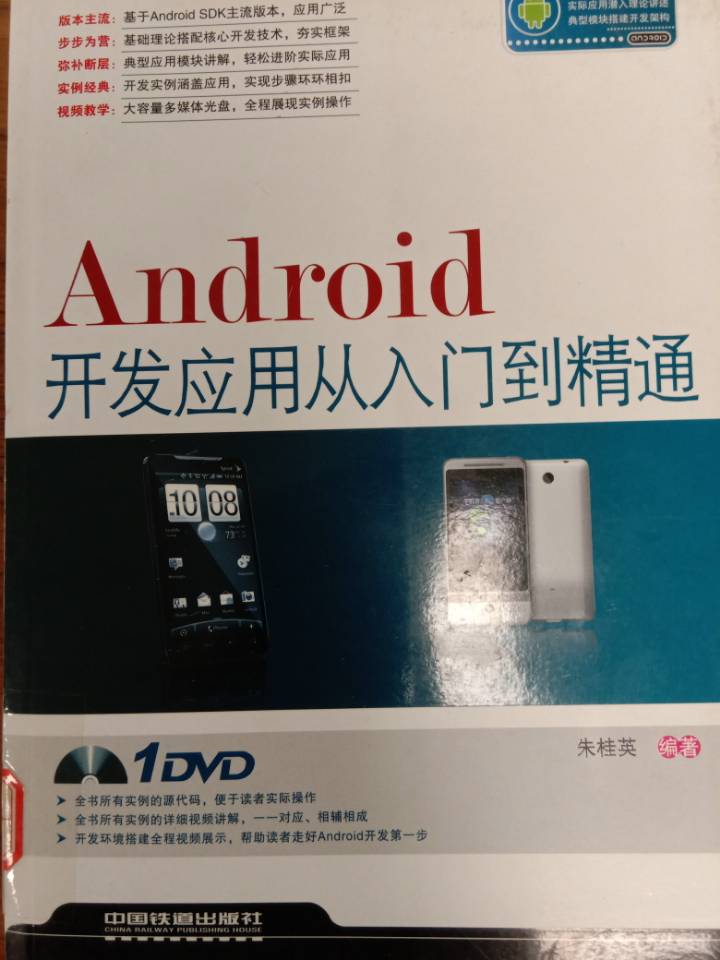 版本主流：基于Android SDK主流版本，应用广泛
步步为营：基础理论搭配核心开发技术，夯实框架
弥补断层：典型应用模块讲解，轻松进阶实际应用
实例经典：开发实例涵盖应用，实现步骤环环相扣
视频教学：大容量多媒体光盘，全程展现实例操作
实际应用潜入理论讲述
典型模块搭建开发架构
ANDROID
Android
开发应用从入门到精通
Sprint
10 08
73°
朱桂英 编著
1DVD
全书所有实例的源代码，便于读者实际操作
全书所有实例的详细视频讲解，一一对应、相辅相成
开发环境搭建全程视频展示，帮助读者走好Android开发第一步
中国铁道出版社
CHINA RAILWAY PUBLISHING HOUSE